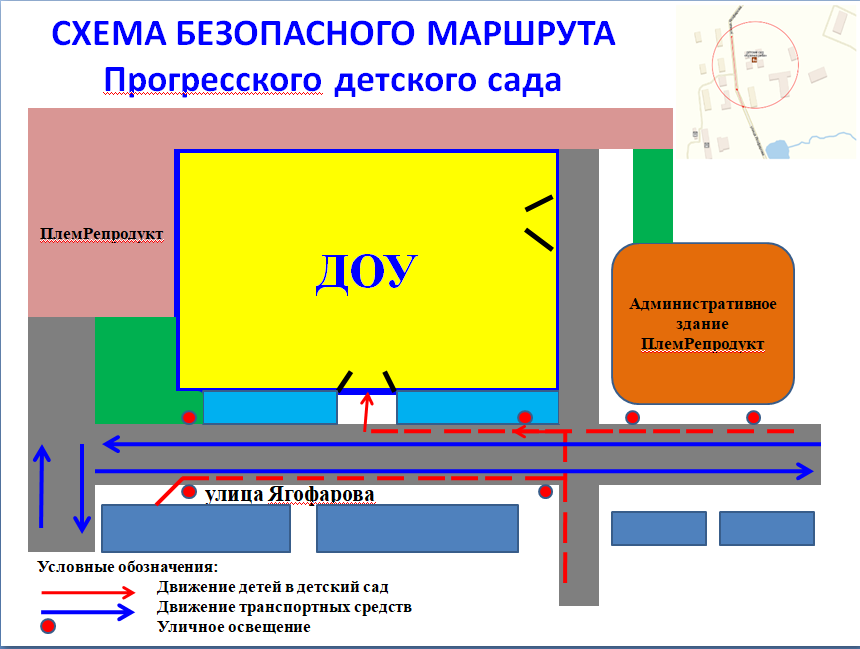 СХЕМА БЕЗОПАСНОГО МАРШРУТА
Прогресского детского сада
ПлемРепродукт
ДОУ
Административное
здание
ПлемРепродукт
улица Ягофарова
Условные обозначения:
Движение детей в детский сад
Движение транспортных средств
Уличное освещение